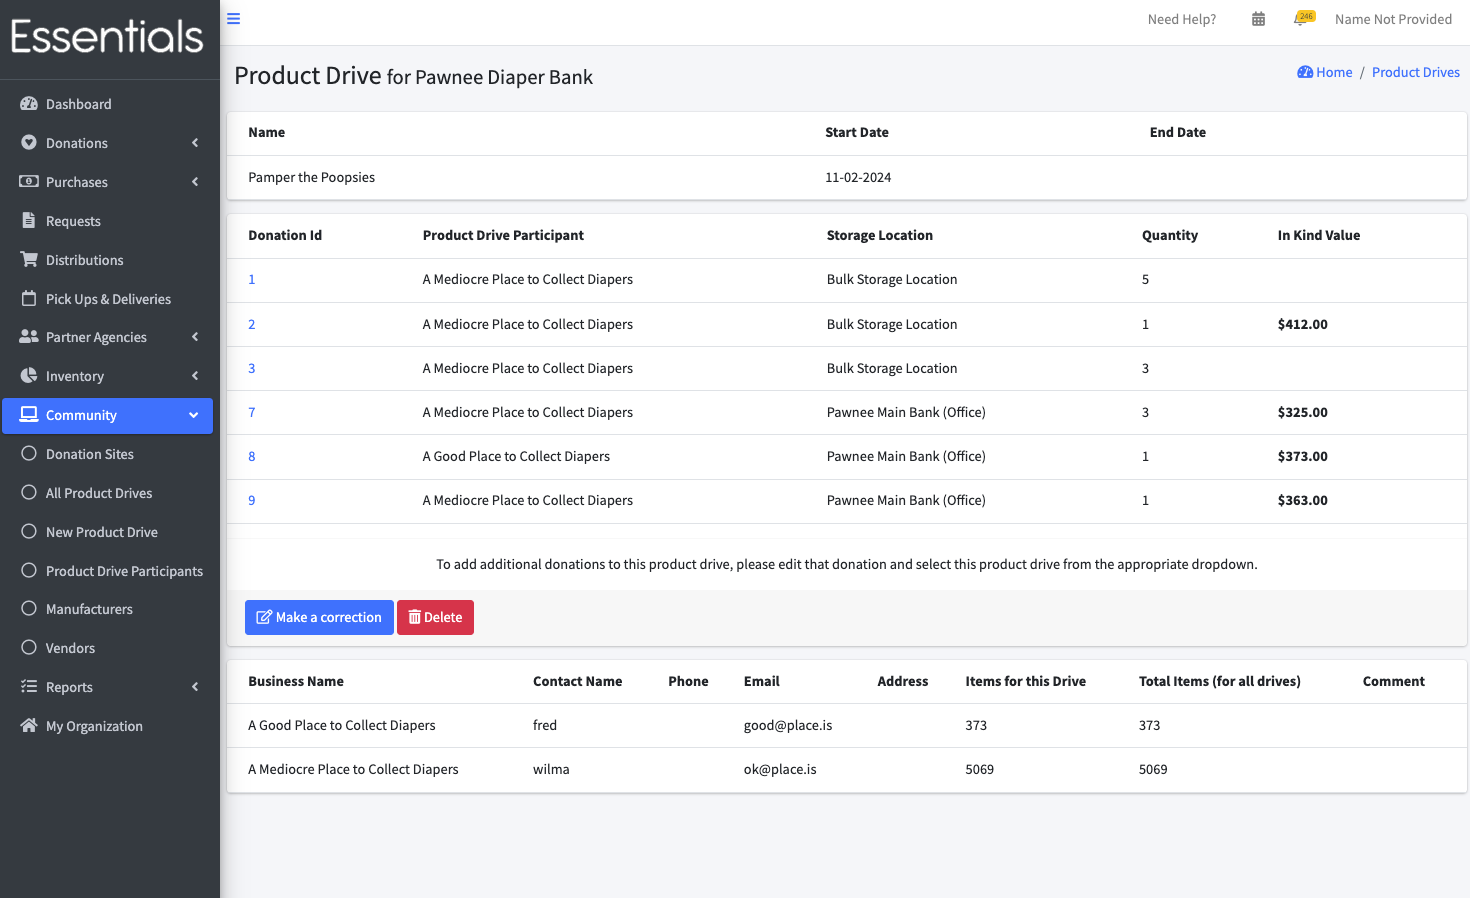 Essentials
Need Help?
246
Name Not Provided
Dashboard
Donations
Purchases
Requests
Distributions
Pick Ups & Deliveries
Partner Agencies
Inventory
Community
Donation Sites
All Product Drives
New Product Drive
Product Drive Participants
Manufacturers
Vendors
Reports
My Organization
Product Drive for Pawnee Diaper Bank
Home / Product Drives
Name Start Date End Date
Pamper the Poopsies 11-02-2024
Donation Id Product Drive Participant Storage Location Quantity In Kind Value
1 A Mediocre Place to Collect Diapers Bulk Storage Location 5
2 A Mediocre Place to Collect Diapers Bulk Storage Location 1 $412.00
3 A Mediocre Place to Collect Diapers Bulk Storage Location 3
7 A Mediocre Place to Collect Diapers Pawnee Main Bank (Office) 3 $325.00
8 A Good Place to Collect Diapers Pawnee Main Bank (Office) 1 $373.00
9 A Mediocre Place to Collect Diapers Pawnee Main Bank (Office) 1 $363.00
To add additional donations to this product drive, please edit that donation and select this product drive from the appropriate dropdown.
Make a correction Delete
Business Name Contact Name Phone Email Address Items for this Drive Total Items (for all drives) Comment
A Good Place to Collect Diapers fred good@place.is 373 373
A Mediocre Place to Collect Diapers wilma ok@place.is 5069 5069